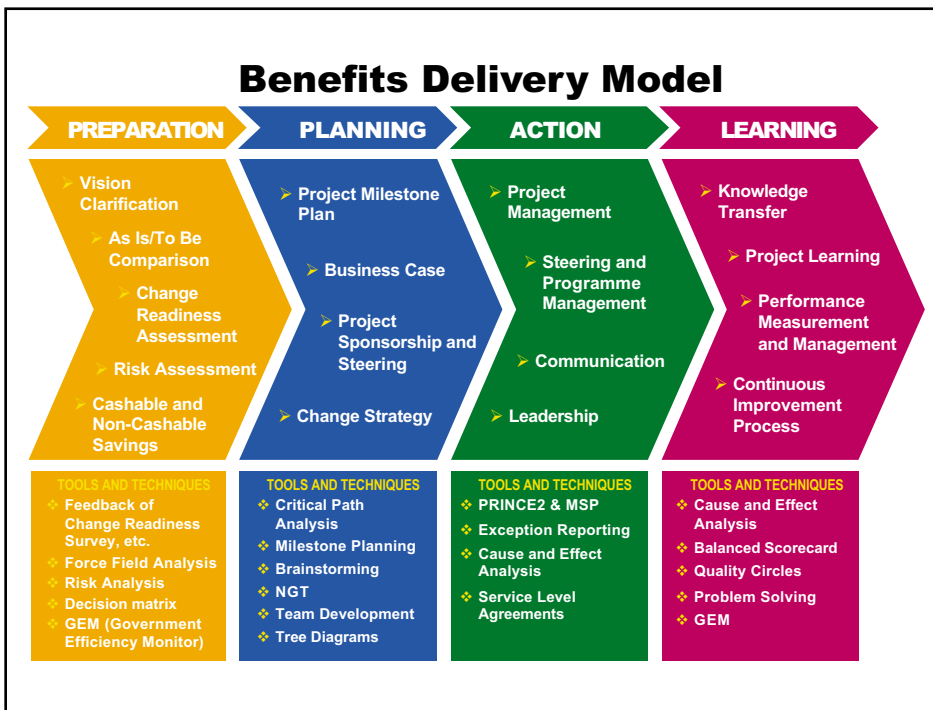 Benefits Delivery Model
PREPARATION
PLANNING
ACTION
LEARNING
Vision
Clarification
As Is/To Be
Comparison
Change
Readiness
Assessment
Risk Assessment
Cashable and
Non-Cashable
Savings
Project Milestone
Plan
Business Case
Project
Sponsorship and
Steering
Change Strategy
Project
Management
Steering and
Programme
Management
Communication
Leadership
Knowledge
Transfer
Project Learning
Performance
Measurement
and Management
Continuous
Improvement
Process
TOOLS AND TECHNIQUES
Feedback of
Change Readiness
Survey, etc.
Force Field Analysis
Risk Analysis
Decision matrix
GEM (Government
Efficiency Monitor)
TOOLS AND TECHNIQUES
Critical Path
Analysis
Milestone Planning
Brainstorming
NGT
Team Development
Tree Diagrams
TOOLS AND TECHNIQUES
PRINCE2 & MSP
Exception Reporting
Cause and Effect
Analysis
Service Level
Agreements
TOOLS AND TECHNIQUES
Cause and Effect
Analysis
Balanced Scorecard
Quality Circles
Problem Solving
GEM